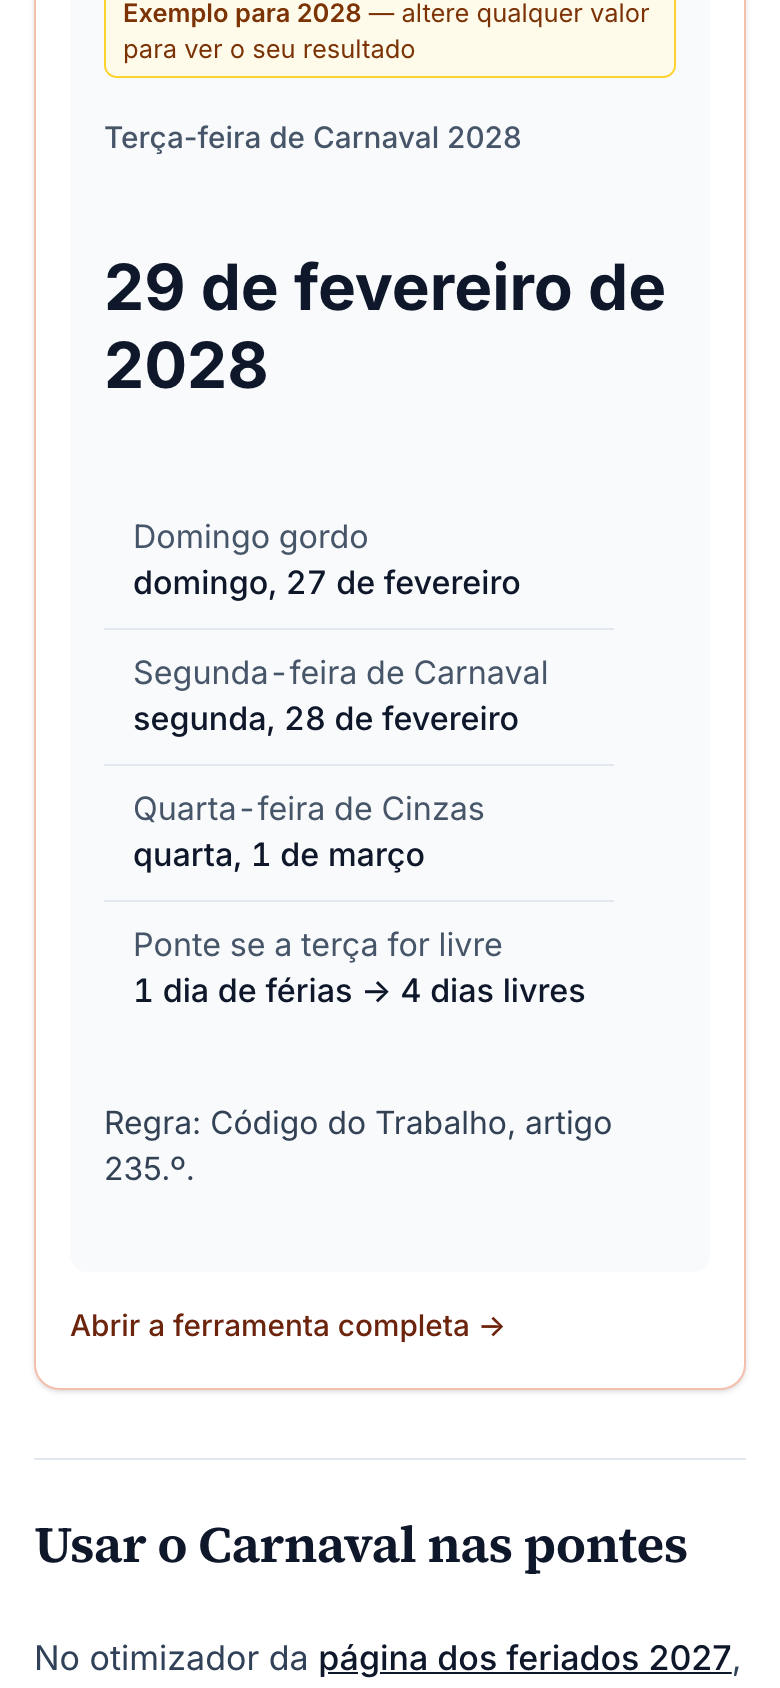 Exemplo para 2028 — altere qualquer valor
para ver o seu resultado
Terça-feira de Carnaval 2028
29 de fevereiro de
2028
Domingo gordo
domingo, 27 de fevereiro
Segunda-feira de Carnaval
segunda, 28 de fevereiro
Quarta-feira de Cinzas
quarta, 1 de março
Ponte se a terça for livre
1 dia de férias → 4 dias livres
Regra: Código do Trabalho, artigo
235.º.
Abrir a ferramenta completa →
Usar o Carnaval nas pontes
No otimizador da página dos feriados 2027,